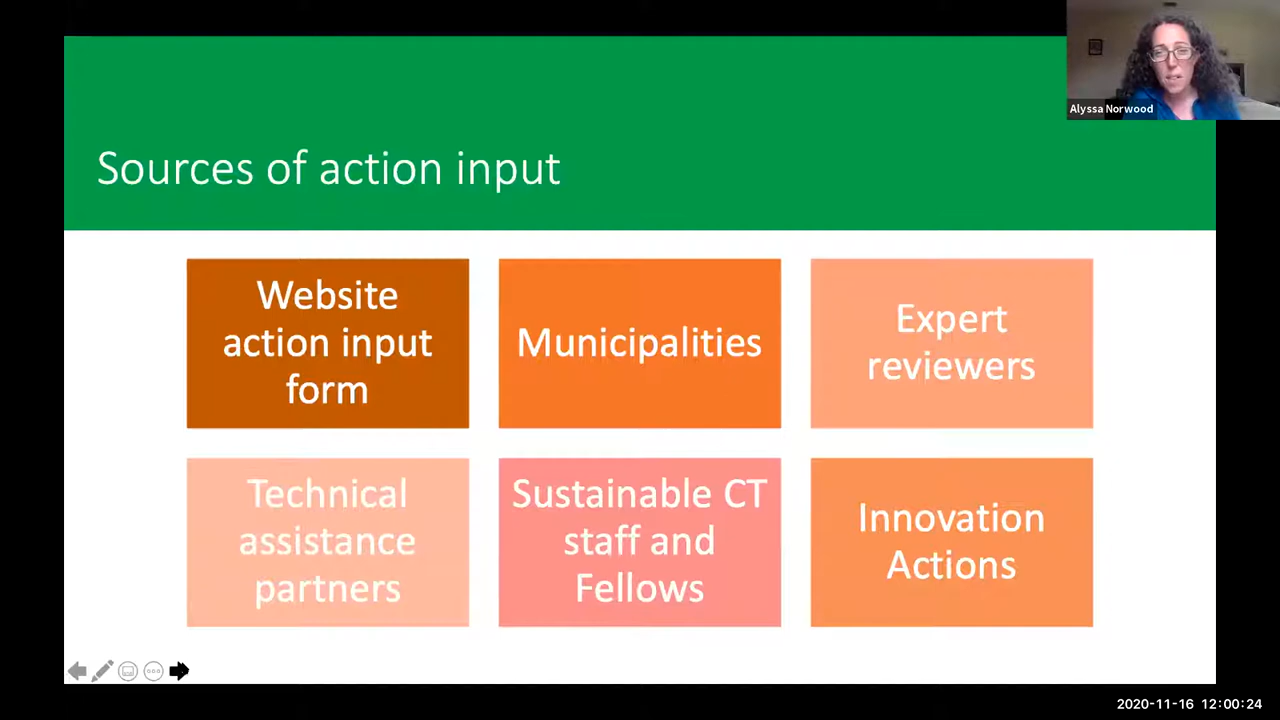 Alyssa Norwood
Sources of action input
Website
action input
form
Municipalities
Expert
reviewers
Technical
assistance
partners
Sustainable CT
staff and
Fellows
Innovation
Actions
2020-11-16 12:00:24